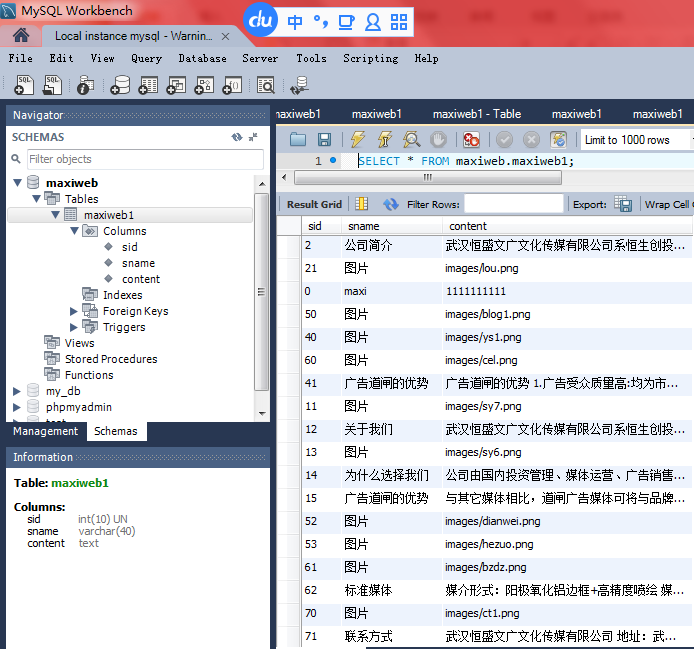 MySQL Workbench
du 中
Local instance mysql - Warnin... ×
File Edit View Query Database Server Tools Scripting Help
Navigator
axiweb1 maxiweb1 maxiweb1 - Table maxiweb1 maxiweb1
SCHEMAS
Filter objects
Limit to 1000 rows
1 SELECT * FROM maxiweb.maxiweb1;
maxiweb
Tables
maxiweb1
Columns
sid
sname
content
Indexes
Foreign Keys
Triggers
Views
Stored Procedures
Functions
my_db
phpmyadmin
Management Schemas
Information
Table: maxiweb1
Columns:
sid int(10) UN
sname varchar(40)
content text
Result Grid Filter Rows: Export: Wrap Cell
sid sname content
2 公司简介 武汉恒盛文广文化传媒有限公司系恒生创投...
21 图片 images/lou.png
0 maxi 1111111111
50 图片 images/blog1.png
40 图片 images/ys1.png
60 图片 images/cel.png
41 广告道闸的优势 广告道闸的优势 1.广告受众质量高:均为市...
11 图片 images/sy7.png
12 关于我们 武汉恒盛文广文化传媒有限公司系恒生创投...
13 图片 images/sy6.png
14 为什么选择我们 公司由国内投资管理、媒体运营、广告销售...
15 广告道闸的优势 与其它媒体相比，道闸广告媒体可将与品牌...
52 图片 images/dianwei.png
53 图片 images/hezuo.png
61 图片 images/bzdz.png
62 标准媒体 媒介形式：阳极氧化铝边框+高精度喷绘 媒...
70 图片 images/ct1.png
71 联系方式 武汉恒盛文广文化传媒有限公司 地址：武...